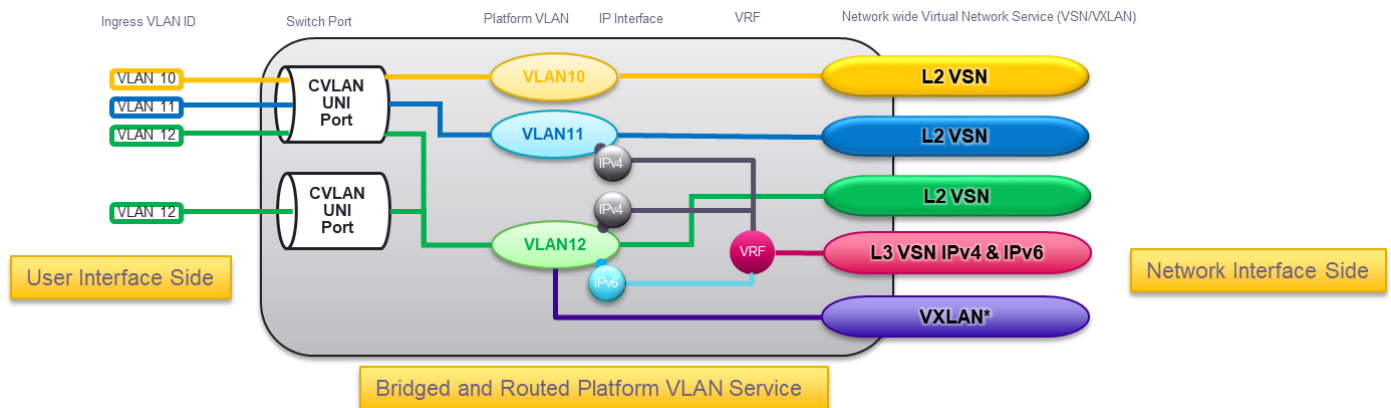 Ingress VLAN ID
Switch Port
Platform VLAN
IP Interface
VRF
Network wide Virtual Network Service (VSN/VXLAN)
VLAN 10
VLAN 11
VLAN 12
CVLAN
UNI
Port
VLAN10
L2 VSN
VLAN11
L2 VSN
IPv4
VLAN 12
CVLAN
UNI
Port
IPv4
L2 VSN
VLAN12
VRF
L3 VSN IPv4 & IPv6
IPv6
VXLAN*
User Interface Side
Network Interface Side
Bridged and Routed Platform VLAN Service